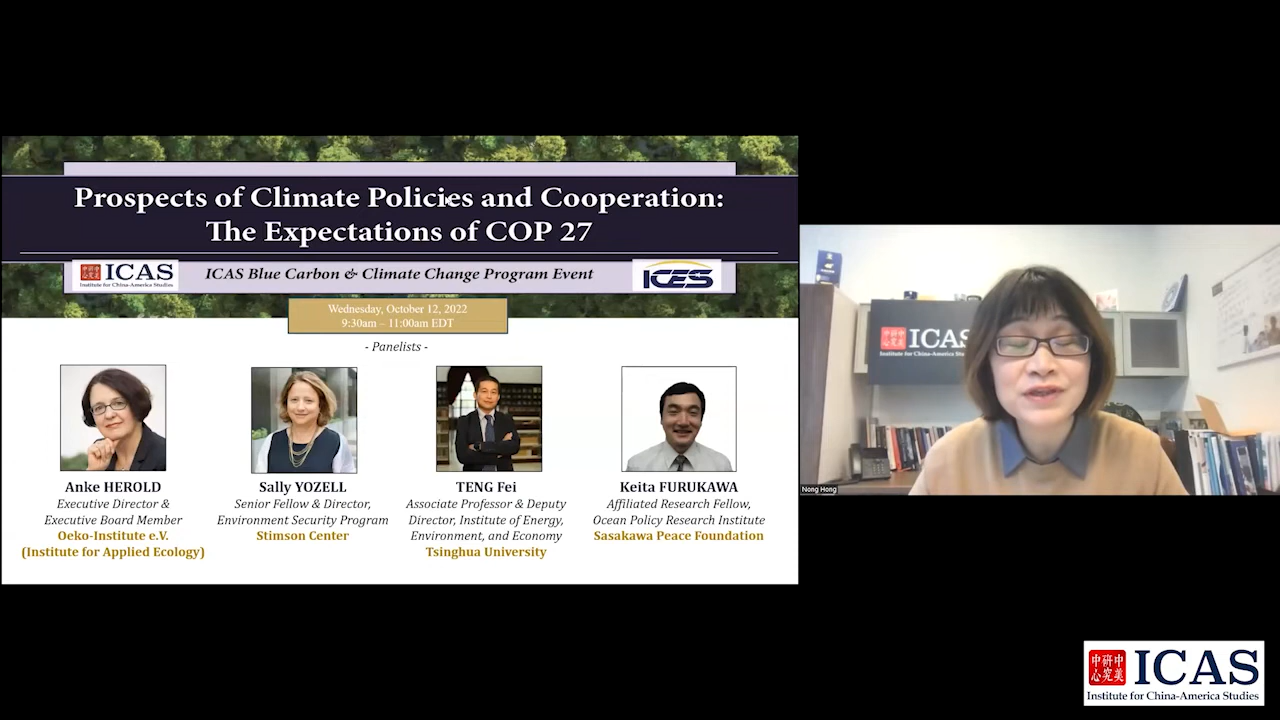 Prospects of Climate Policies and Cooperation:
The Expectations of COP 27
ICAS
Institute for China-America Studies
ICAS Blue Carbon & Climate Change Program Event
ICES
Wednesday, October 12, 2022
9:30am – 11:00am EDT
- Panelists -
Anke HEROLD
Executive Director &
Executive Board Member
Oeko-Institute e.V.
(Institute for Applied Ecology)
Sally YOZELL
Senior Fellow & Director,
Environment Security Program
Stimson Center
TENG Fei
Associate Professor & Deputy
Director, Institute of Energy,
Environment, and Economy
Tsinghua University
Keita FURUKAWA
Affiliated Research Fellow,
Ocean Policy Research Institute
Sasakawa Peace Foundation
ICAS
Institute for China-America Stu
Nong Hong
中研中
心究美
ICAS
Institute for China-America Studies